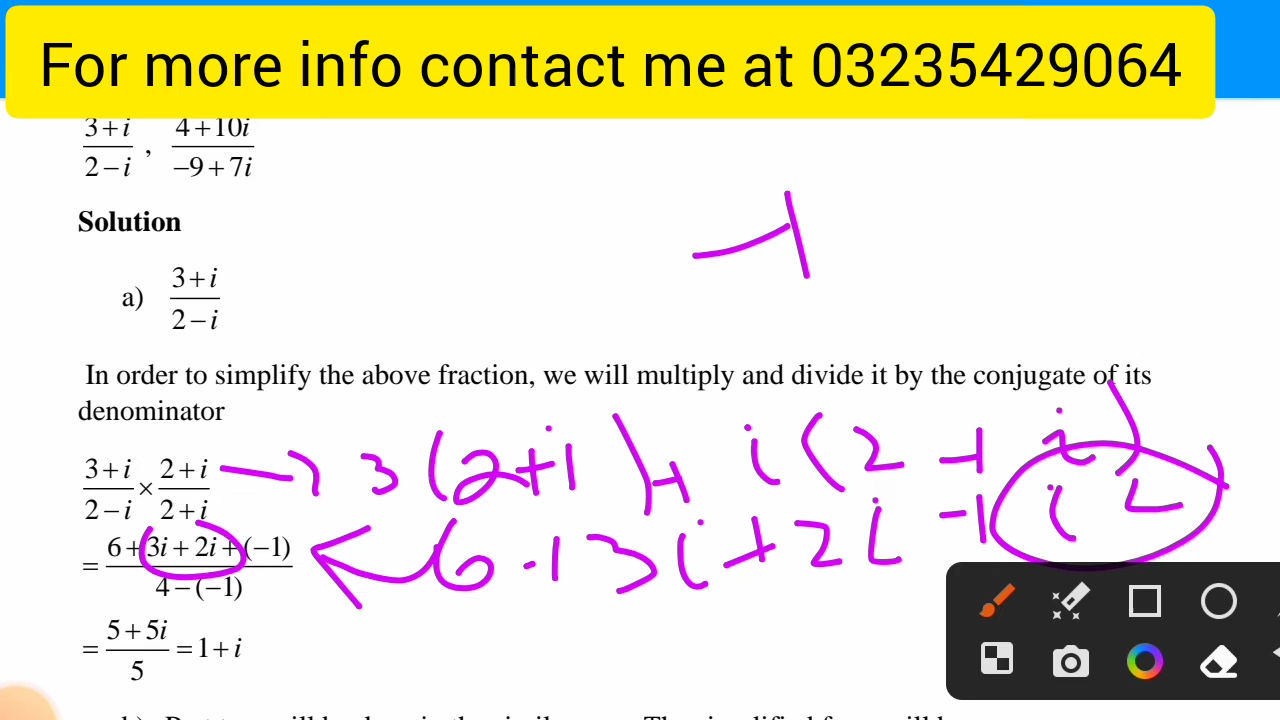 For more info contact me at 03235429064
3+i / 2−i , 4+10i / −9+7i
Solution
a) 3+i / 2−i
In order to simplify the above fraction, we will multiply and divide it by the conjugate of its
denominator
3+i / 2−i × 2+i / 2+i → 3(2+i) + i(2+i)
= 6+3i+2i+(−1) / 4−(−1) ← 6+3i+2i+i²
= 5+5i / 5 = 1+i
−1